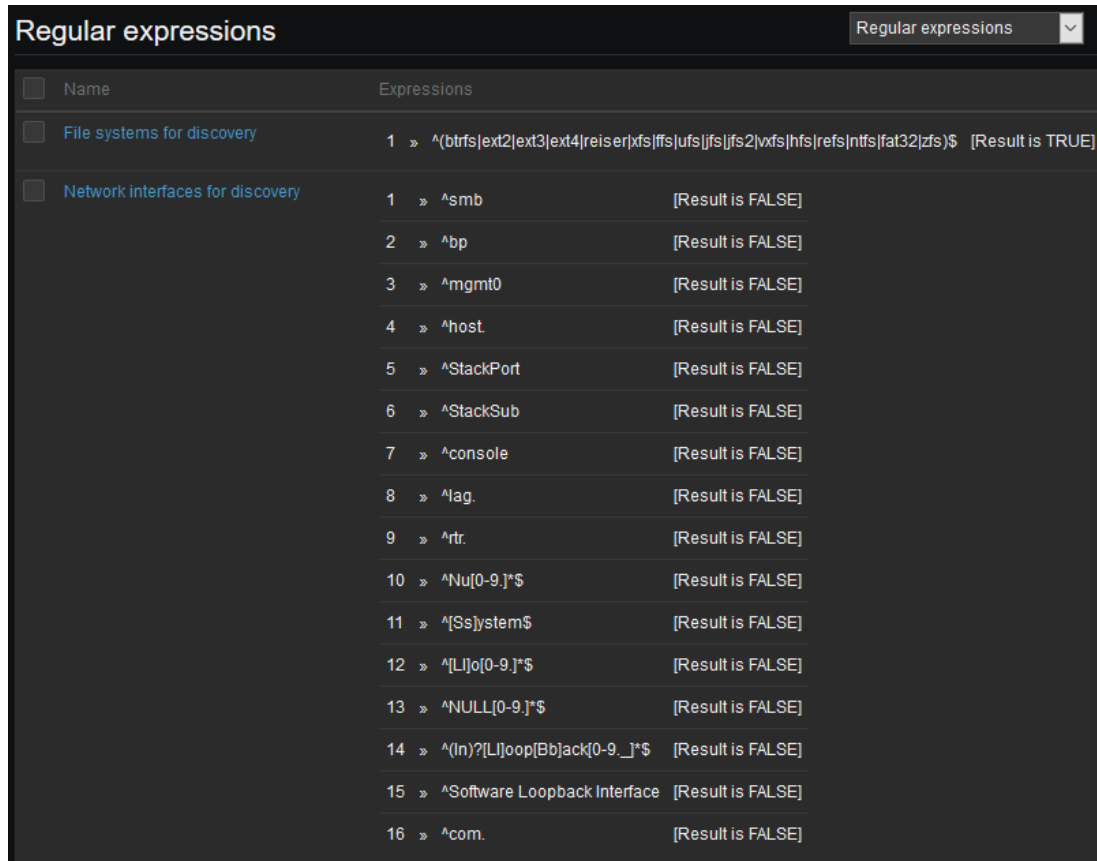 Regular expressions
Regular expressions
Name Expressions
File systems for discovery 1 » ^(btrfs|ext2|ext3|ext4|reiser|xfs|ffs|ufs|jfs|jfs2|vxfs|hfs|refs|ntfs|fat32|zfs)$ [Result is TRUE]
Network interfaces for discovery 1 » ^smb [Result is FALSE]
2 » ^bp [Result is FALSE]
3 » ^mgmt0 [Result is FALSE]
4 » ^host. [Result is FALSE]
5 » ^StackPort [Result is FALSE]
6 » ^StackSub [Result is FALSE]
7 » ^console [Result is FALSE]
8 » ^lag. [Result is FALSE]
9 » ^rtr. [Result is FALSE]
10 » ^Nu[0-9.]*$ [Result is FALSE]
11 » ^[Ss]ystem$ [Result is FALSE]
12 » ^[Ll]o[0-9.]*$ [Result is FALSE]
13 » ^NULL[0-9.]*$ [Result is FALSE]
14 » ^(In)?[Ll]oop[Bb]ack[0-9._]*$ [Result is FALSE]
15 » ^Software Loopback Interface [Result is FALSE]
16 » ^com. [Result is FALSE]